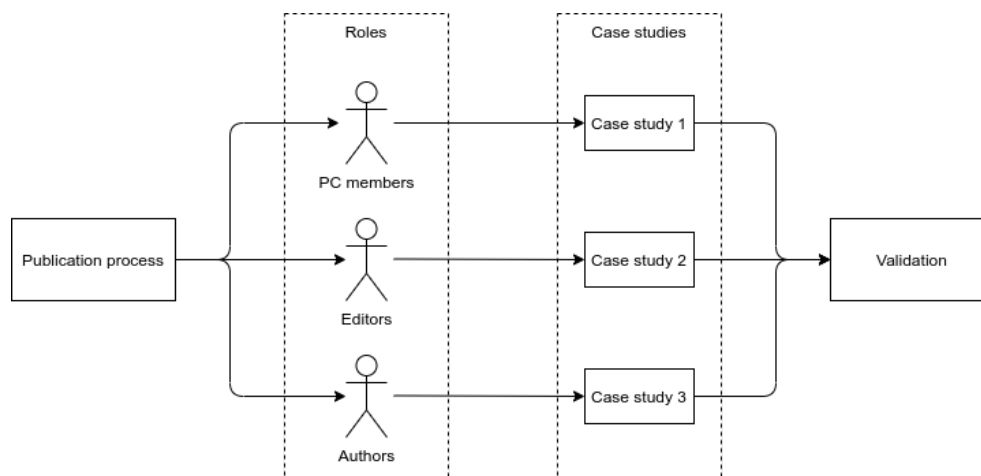 Roles
Case studies
PC members
Case study 1
Publication process
Editors
Case study 2
Validation
Authors
Case study 3